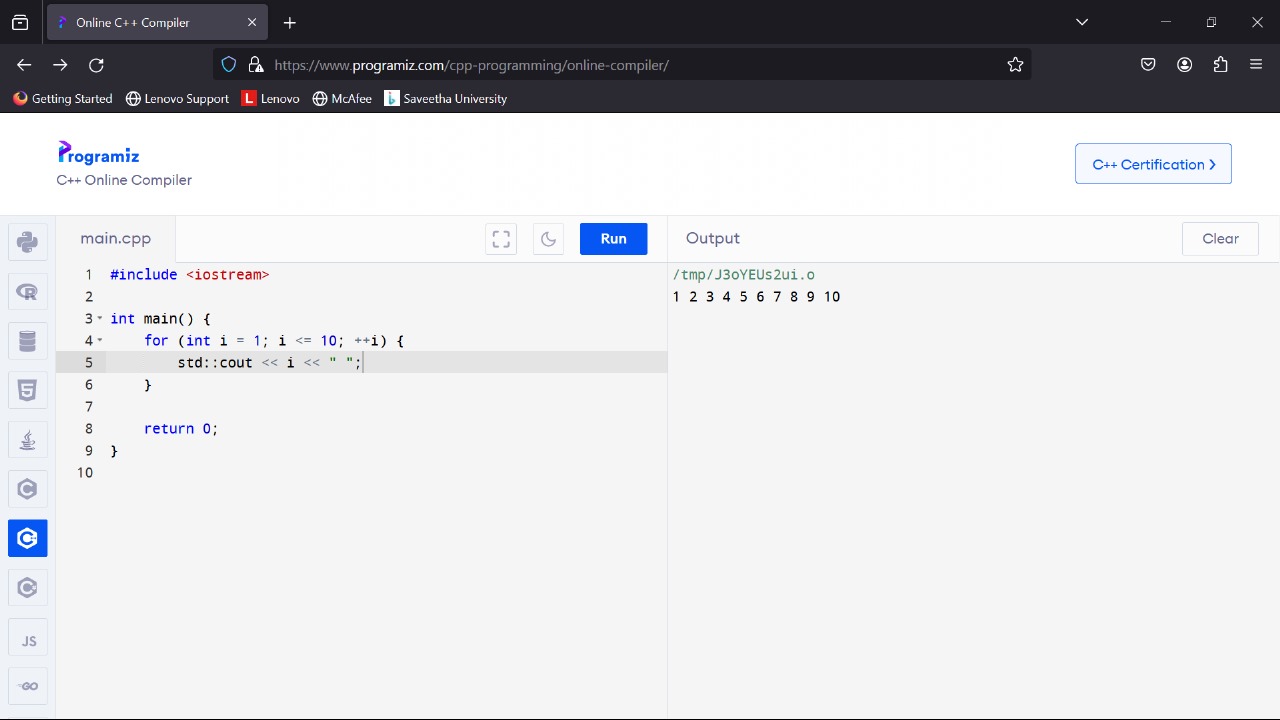 Online C++ Compiler
https://www.programiz.com/cpp-programming/online-compiler/
Getting Started Lenovo Support L Lenovo McAfee Saveetha University
Programiz
C++ Online Compiler
C++ Certification >
main.cpp Run Output Clear
1 #include <iostream>
2
3 int main() {
4 for (int i = 1; i <= 10; ++i) {
5 std::cout << i << " ";
6 }
7
8 return 0;
9 }
10
/tmp/J3oYEUs2ui.o
1 2 3 4 5 6 7 8 9 10
R
5
C
C
C
JS
GO